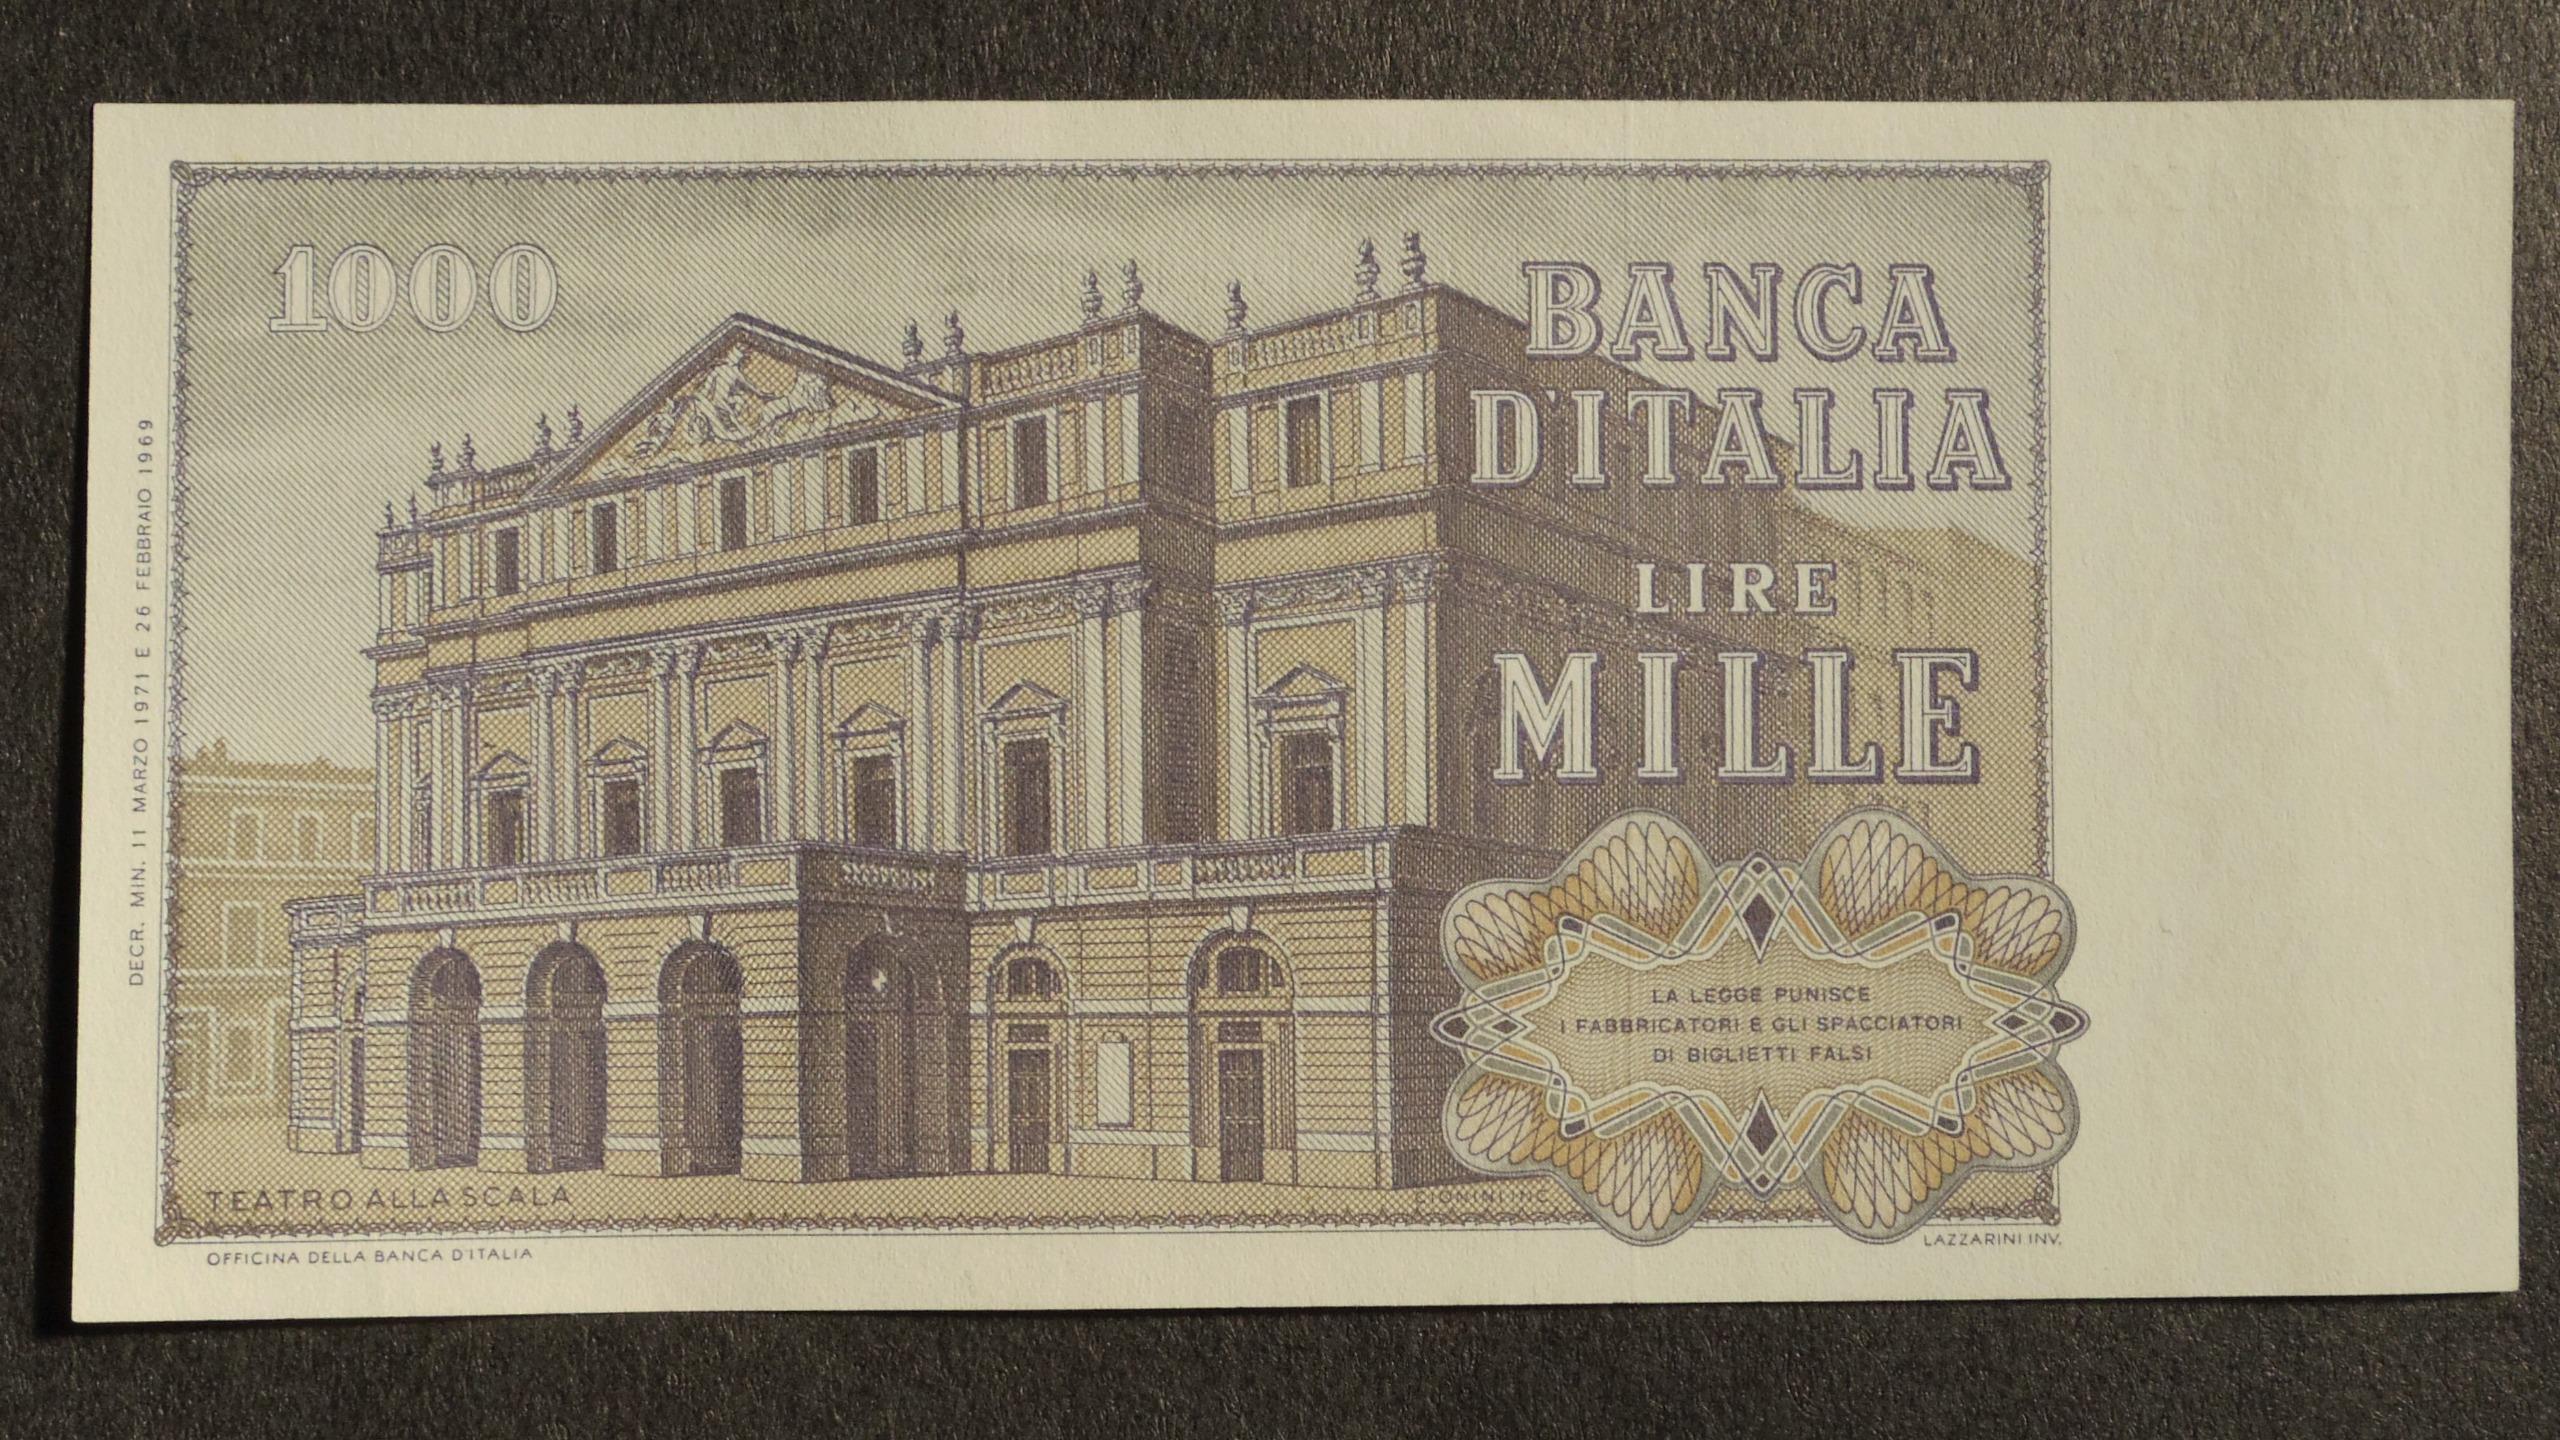 1000
BANCA
D'ITALIA
LIRE
MILLE
DECR. MIN. 11 MARZO 1971 E 26 FEBBRAIO 1969
LA LEGGE PUNISCE
I FABBRICATORI E GLI SPACCIATORI
DI BIGLIETTI FALSI
TEATRO ALLA SCALA
CIONINI INC.
OFFICINA DELLA BANCA D'ITALIA
LAZZARINI INV.